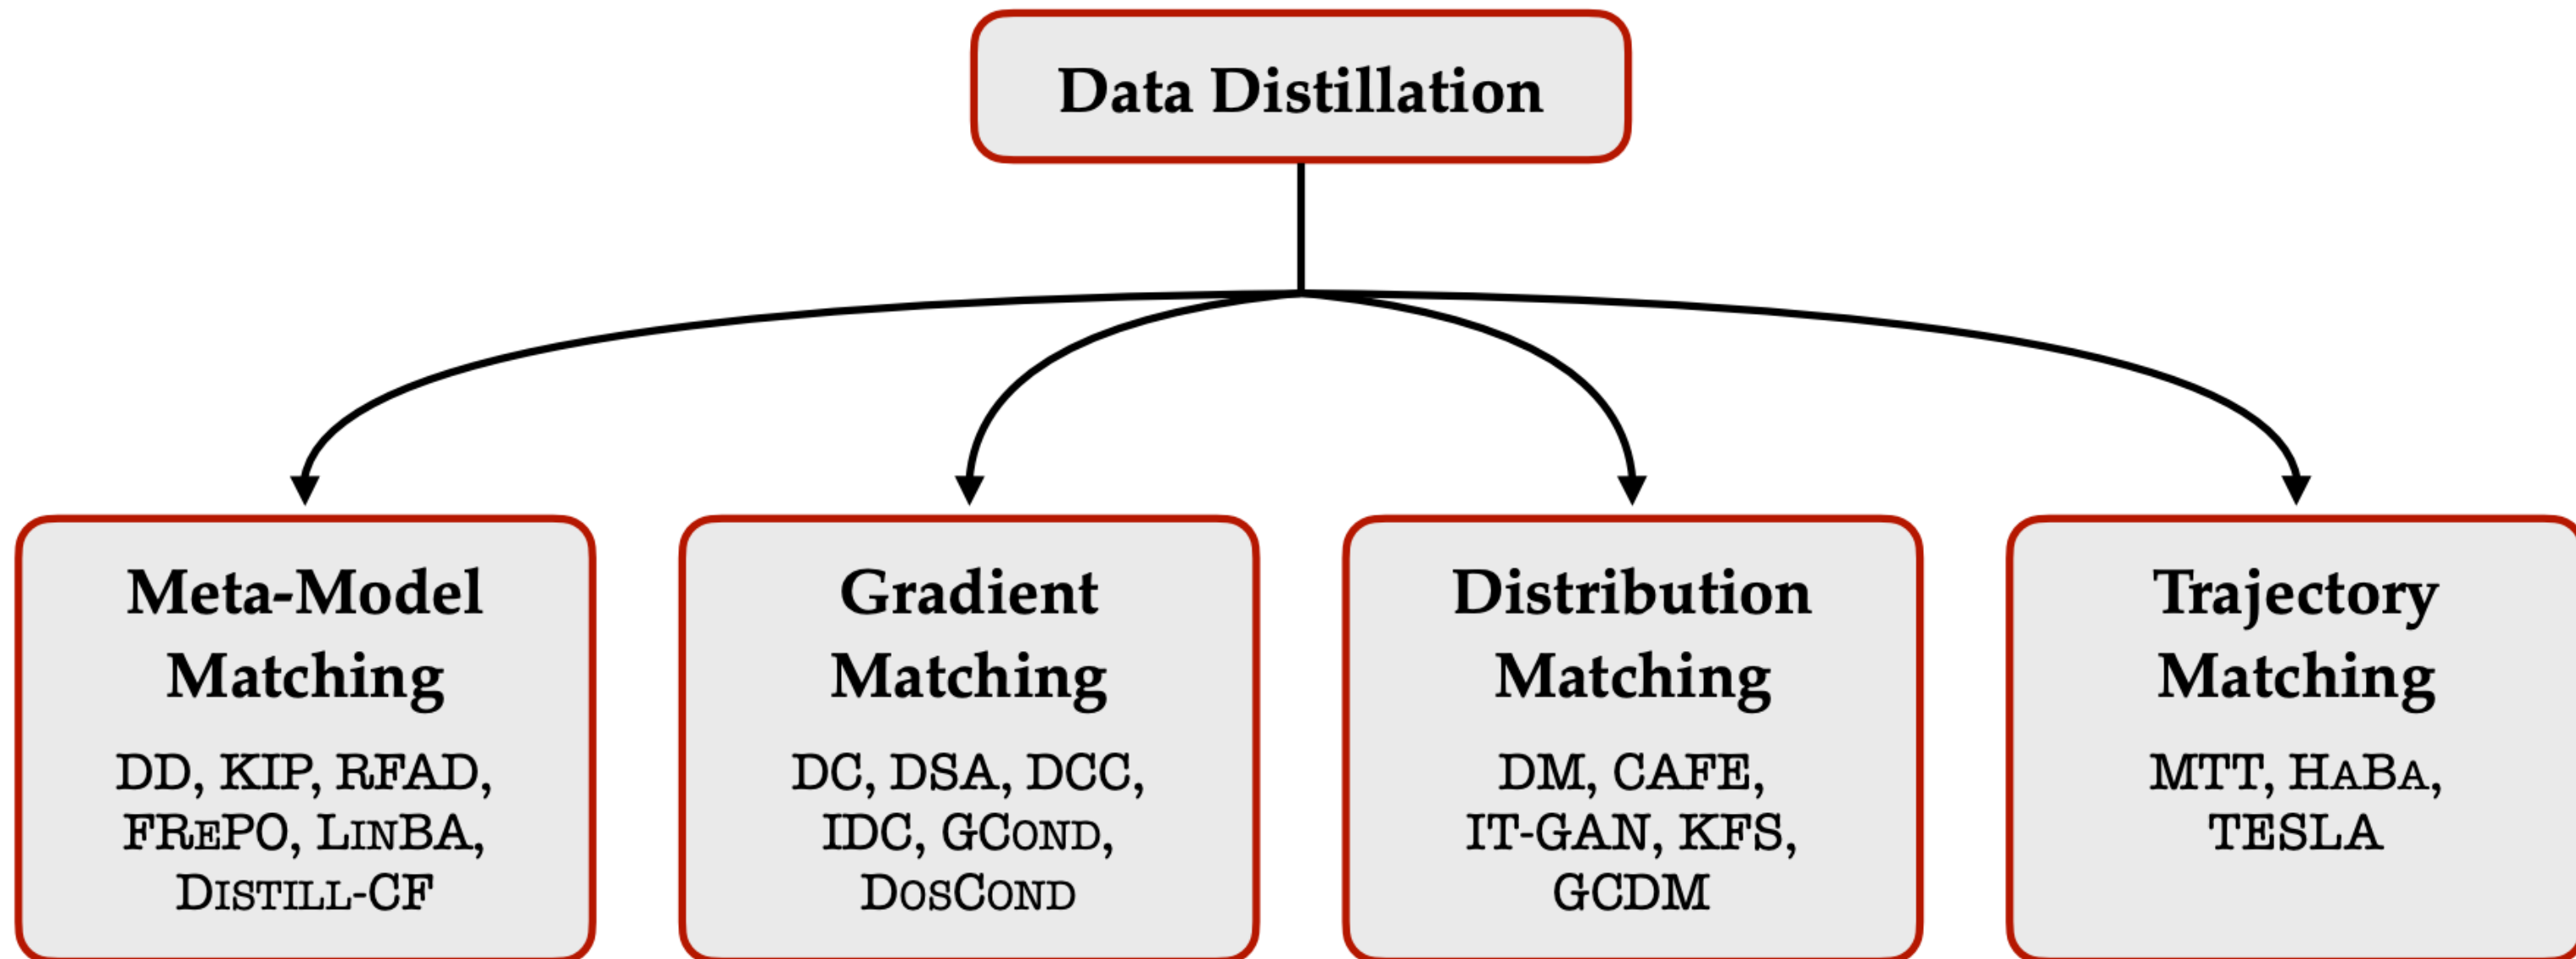 Data Distillation
Meta-Model
Matching
DD, KIP, RFAD,
FREPO, LINBA,
DISTILL-CF
Gradient
Matching
DC, DSA, DCC,
IDC, GCOND,
DOSCOND
Distribution
Matching
DM, CAFE,
IT-GAN, KFS,
GCDM
Trajectory
Matching
MTT, HABA,
TESLA